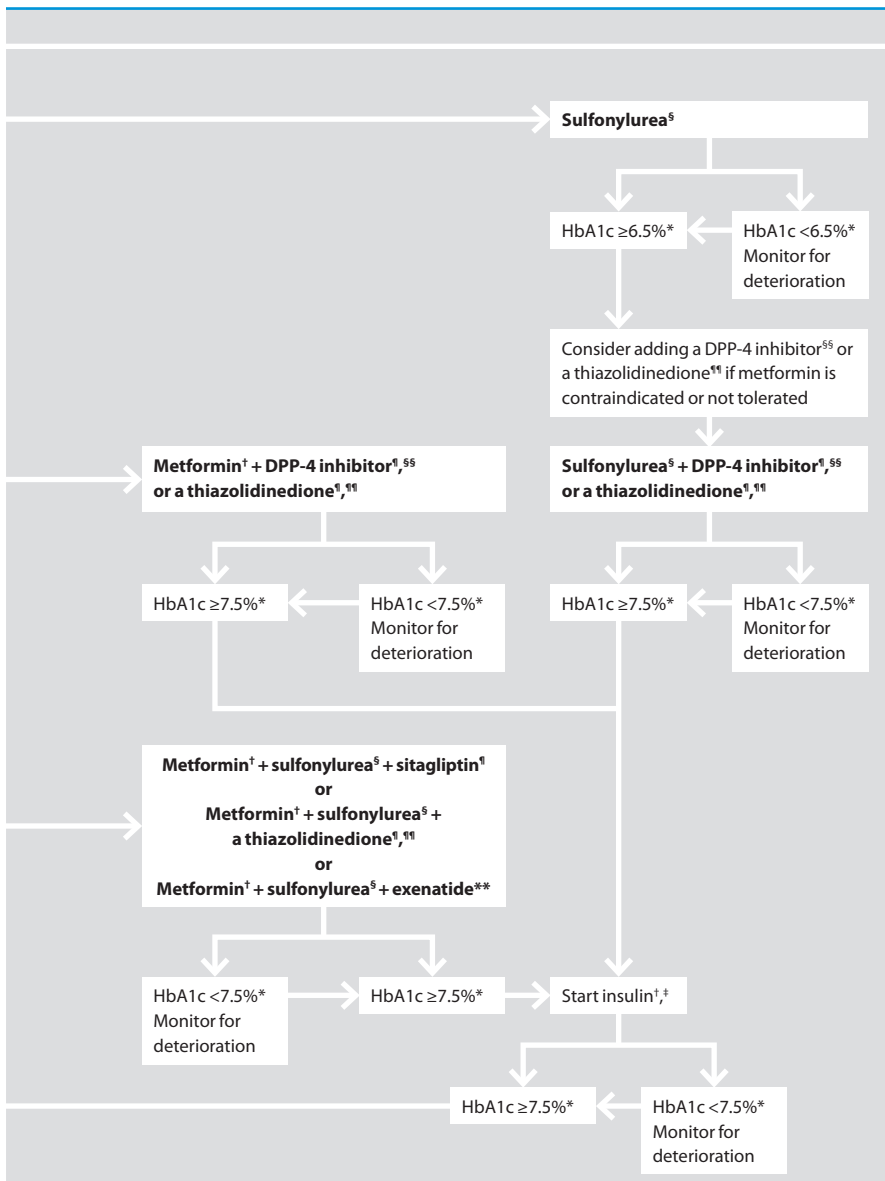 Sulfonylurea§
HbA1c ≥6.5%*
HbA1c <6.5%*
Monitor for
deterioration
Consider adding a DPP-4 inhibitor§§ or
a thiazolidinedione¶¶ if metformin is
contraindicated or not tolerated
Metformin† + DPP-4 inhibitor¶,§§
or a thiazolidinedione¶,¶¶
Sulfonylurea§ + DPP-4 inhibitor¶,§§
or a thiazolidinedione¶,¶¶
HbA1c ≥7.5%*
HbA1c <7.5%*
Monitor for
deterioration
HbA1c ≥7.5%*
HbA1c <7.5%*
Monitor for
deterioration
Metformin† + sulfonylurea§ + sitagliptin¶
or
Metformin† + sulfonylurea§ +
a thiazolidinedione¶,¶¶
or
Metformin† + sulfonylurea§ + exenatide**
HbA1c <7.5%*
Monitor for
deterioration
HbA1c ≥7.5%*
Start insulin†,‡
HbA1c ≥7.5%*
HbA1c <7.5%*
Monitor for
deterioration